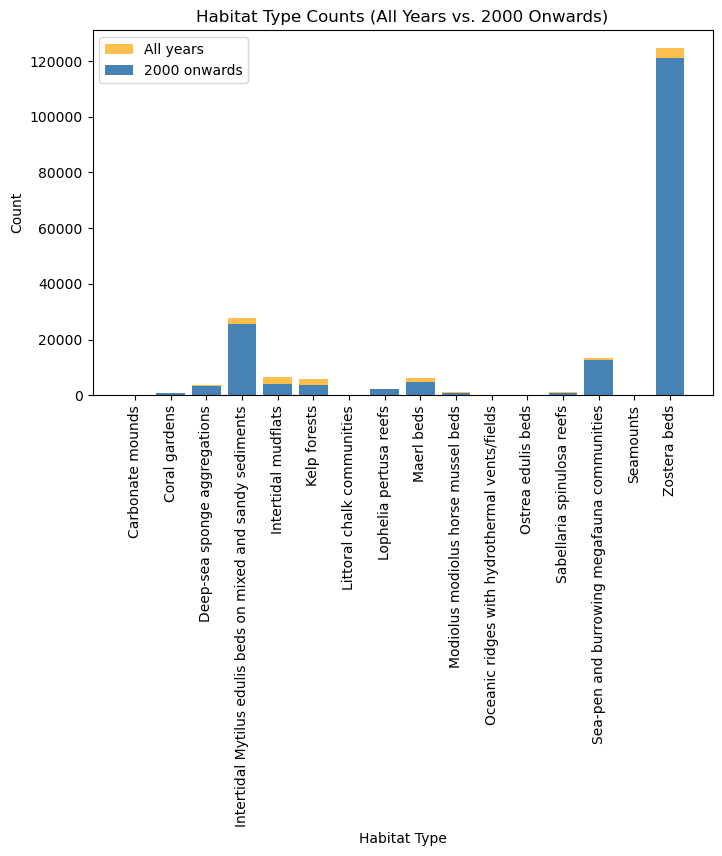 Habitat Type Counts (All Years vs. 2000 Onwards)
All years
2000 onwards
120000
100000
80000
60000
40000
20000
0
Count
Carbonate mounds
Coral gardens
Deep-sea sponge aggregations
Intertidal Mytilus edulis beds on mixed and sandy sediments
Intertidal mudflats
Kelp forests
Littoral chalk communities
Lophelia pertusa reefs
Maerl beds
Modiolus modiolus horse mussel beds
Oceanic ridges with hydrothermal vents/fields
Ostrea edulis beds
Sabellaria spinulosa reefs
Sea-pen and burrowing megafauna communities
Seamounts
Zostera beds
Habitat Type